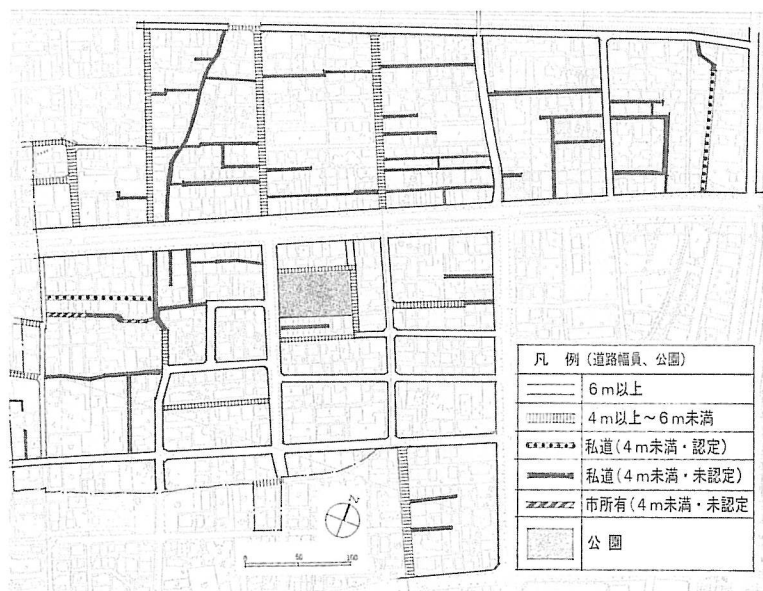 凡 例(道路幅員、公園)
6m以上
4m以上~6m未満
私道(4m未満・認定)
私道(4m未満・未認定)
市所有(4m未満・未認定
公園
N
0 50 100